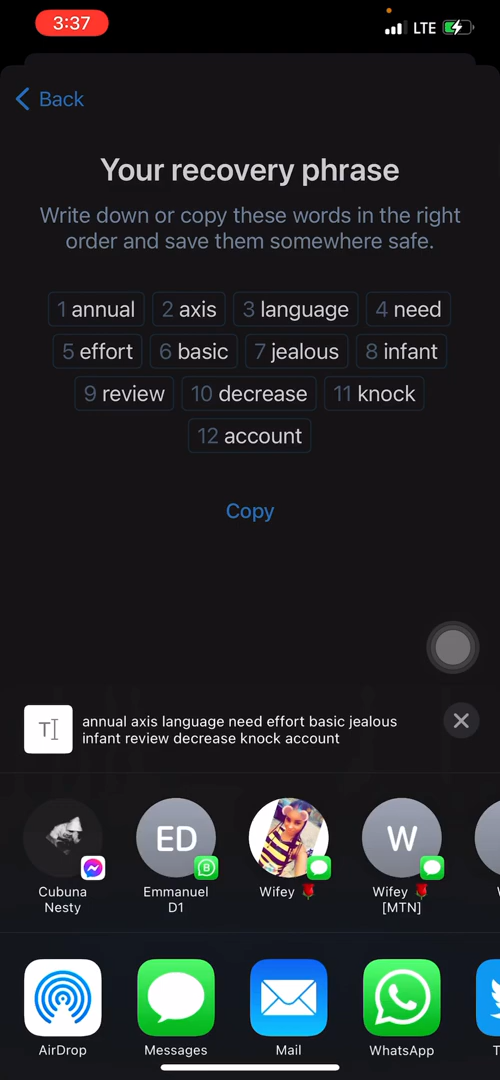 3:37
LTE
Back
Your recovery phrase
Write down or copy these words in the right
order and save them somewhere safe.
1 annual 2 axis 3 language 4 need
5 effort 6 basic 7 jealous 8 infant
9 review 10 decrease 11 knock
12 account
Copy
annual axis language need effort basic jealous
infant review decrease knock account
ED
W
Cubuna
Nesty
Emmanuel
D1
Wifey 🌹
Wifey 🌹
[MTN]
AirDrop
Messages
Mail
WhatsApp